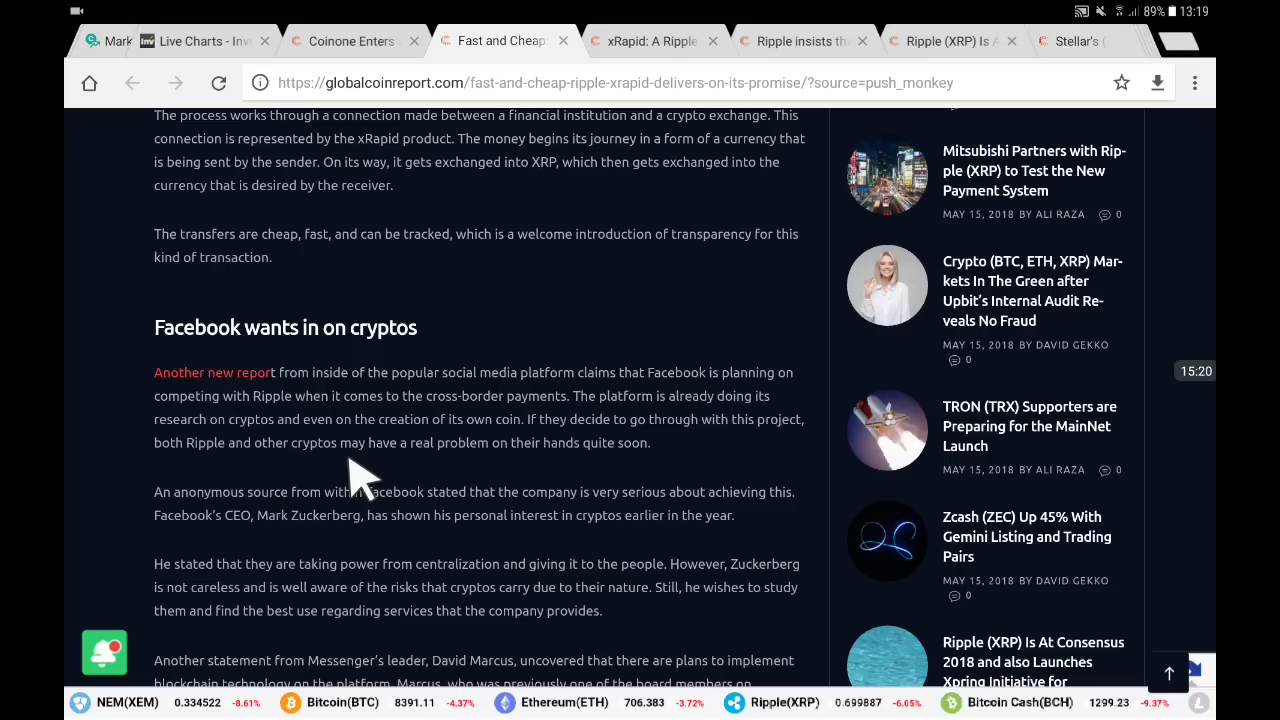 89% 13:19
Mark
Live Charts - Inv
Coinone Enters
Fast and Cheap:
xRapid: A Ripple
Ripple insists tha
Ripple (XRP) Is A
Stellar's (
https://globalcoinreport.com/fast-and-cheap-ripple-xrapid-delivers-on-its-promise/?source=push_monkey
The process works through a connection made between a financial institution and a crypto exchange. This
connection is represented by the xRapid product. The money begins its journey in a form of a currency that
is being sent by the sender. On its way, it gets exchanged into XRP, which then gets exchanged into the
currency that is desired by the receiver.
The transfers are cheap, fast, and can be tracked, which is a welcome introduction of transparency for this
kind of transaction.
Facebook wants in on cryptos
Another new report from inside of the popular social media platform claims that Facebook is planning on
competing with Ripple when it comes to the cross-border payments. The platform is already doing its
research on cryptos and even on the creation of its own coin. If they decide to go through with this project,
both Ripple and other cryptos may have a real problem on their hands quite soon.
An anonymous source from within Facebook stated that the company is very serious about achieving this.
Facebook's CEO, Mark Zuckerberg, has shown his personal interest in cryptos earlier in the year.
He stated that they are taking power from centralization and giving it to the people. However, Zuckerberg
is not careless and is well aware of the risks that cryptos carry due to their nature. Still, he wishes to study
them and find the best use regarding services that the company provides.
Another statement from Messenger's leader, David Marcus, uncovered that there are plans to implement
blockchain technology on the platform. Marcus, who was previously one of the board members on
Mitsubishi Partners with Rip-
ple (XRP) to Test the New
Payment System
MAY 15, 2018 BY ALI RAZA 0
Crypto (BTC, ETH, XRP) Mar-
kets In The Green after
Upbit's Internal Audit Re-
veals No Fraud
MAY 15, 2018 BY DAVID GEKKO
0
TRON (TRX) Supporters are
Preparing for the MainNet
Launch
MAY 15, 2018 BY ALI RAZA 0
Zcash (ZEC) Up 45% With
Gemini Listing and Trading
Pairs
MAY 15, 2018 BY DAVID GEKKO
0
Ripple (XRP) Is At Consensus
2018 and also Launches
Xpring Initiative for
15:20
NEM(XEM) 0.334522 -8.61% Bitcoin(BTC) 8391.11 -4.37% Ethereum(ETH) 706.383 -3.72% Ripple(XRP) 0.699887 -6.05% Bitcoin Cash(BCH) 1299.23 -9.37%